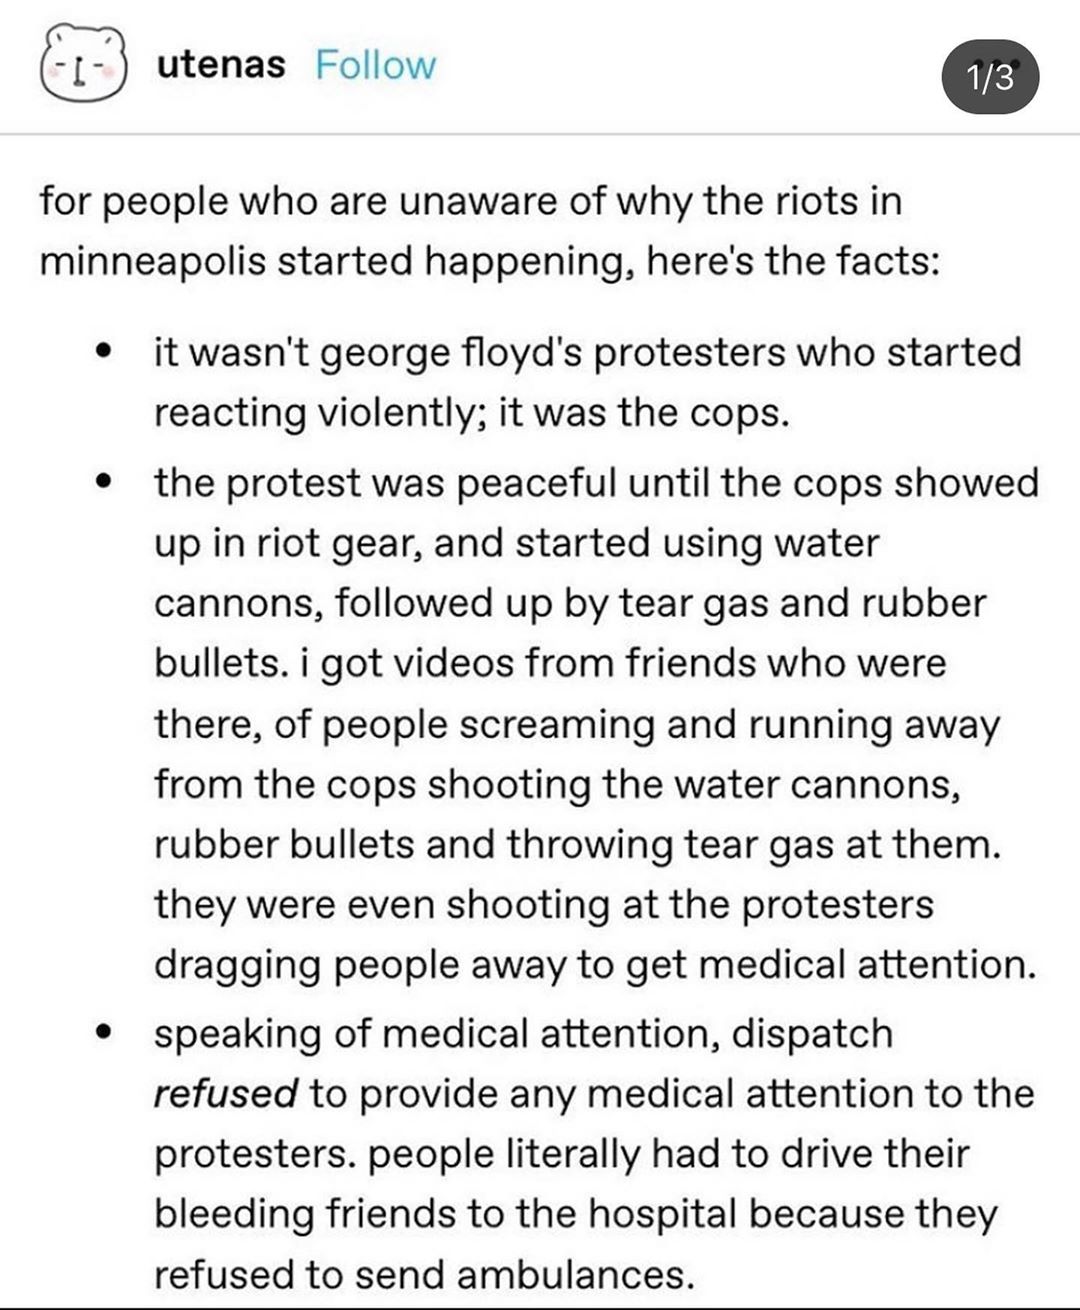 utenas Follow
1/3
for people who are unaware of why the riots in
minneapolis started happening, here's the facts:
• it wasn't george floyd's protesters who started
reacting violently; it was the cops.
• the protest was peaceful until the cops showed
up in riot gear, and started using water
cannons, followed up by tear gas and rubber
bullets. i got videos from friends who were
there, of people screaming and running away
from the cops shooting the water cannons,
rubber bullets and throwing tear gas at them.
they were even shooting at the protesters
dragging people away to get medical attention.
• speaking of medical attention, dispatch
refused to provide any medical attention to the
protesters. people literally had to drive their
bleeding friends to the hospital because they
refused to send ambulances.